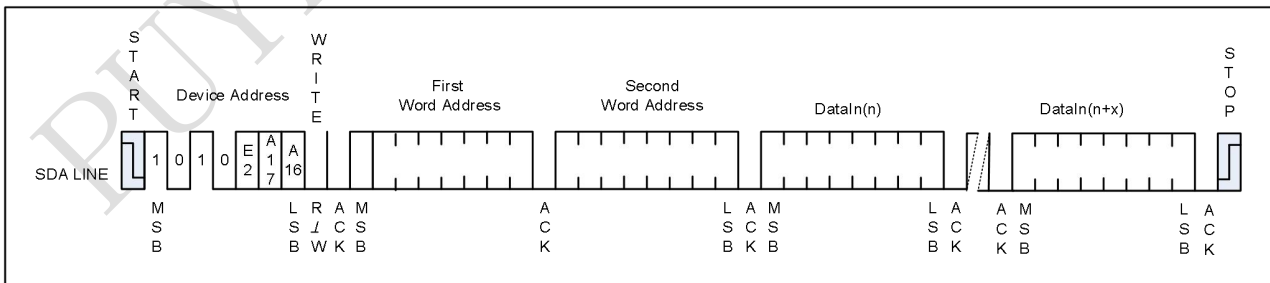 PUY
START
WRITE
STOP
Device Address
First
Word Address
Second
Word Address
DataIn(n)
DataIn(n+x)
SDA LINE
1 0 1 0 E2 A17 A16
MSB LSB R/W ACK MSB ACK LSB ACK MSB LSB ACK ACK MSB LSB ACK